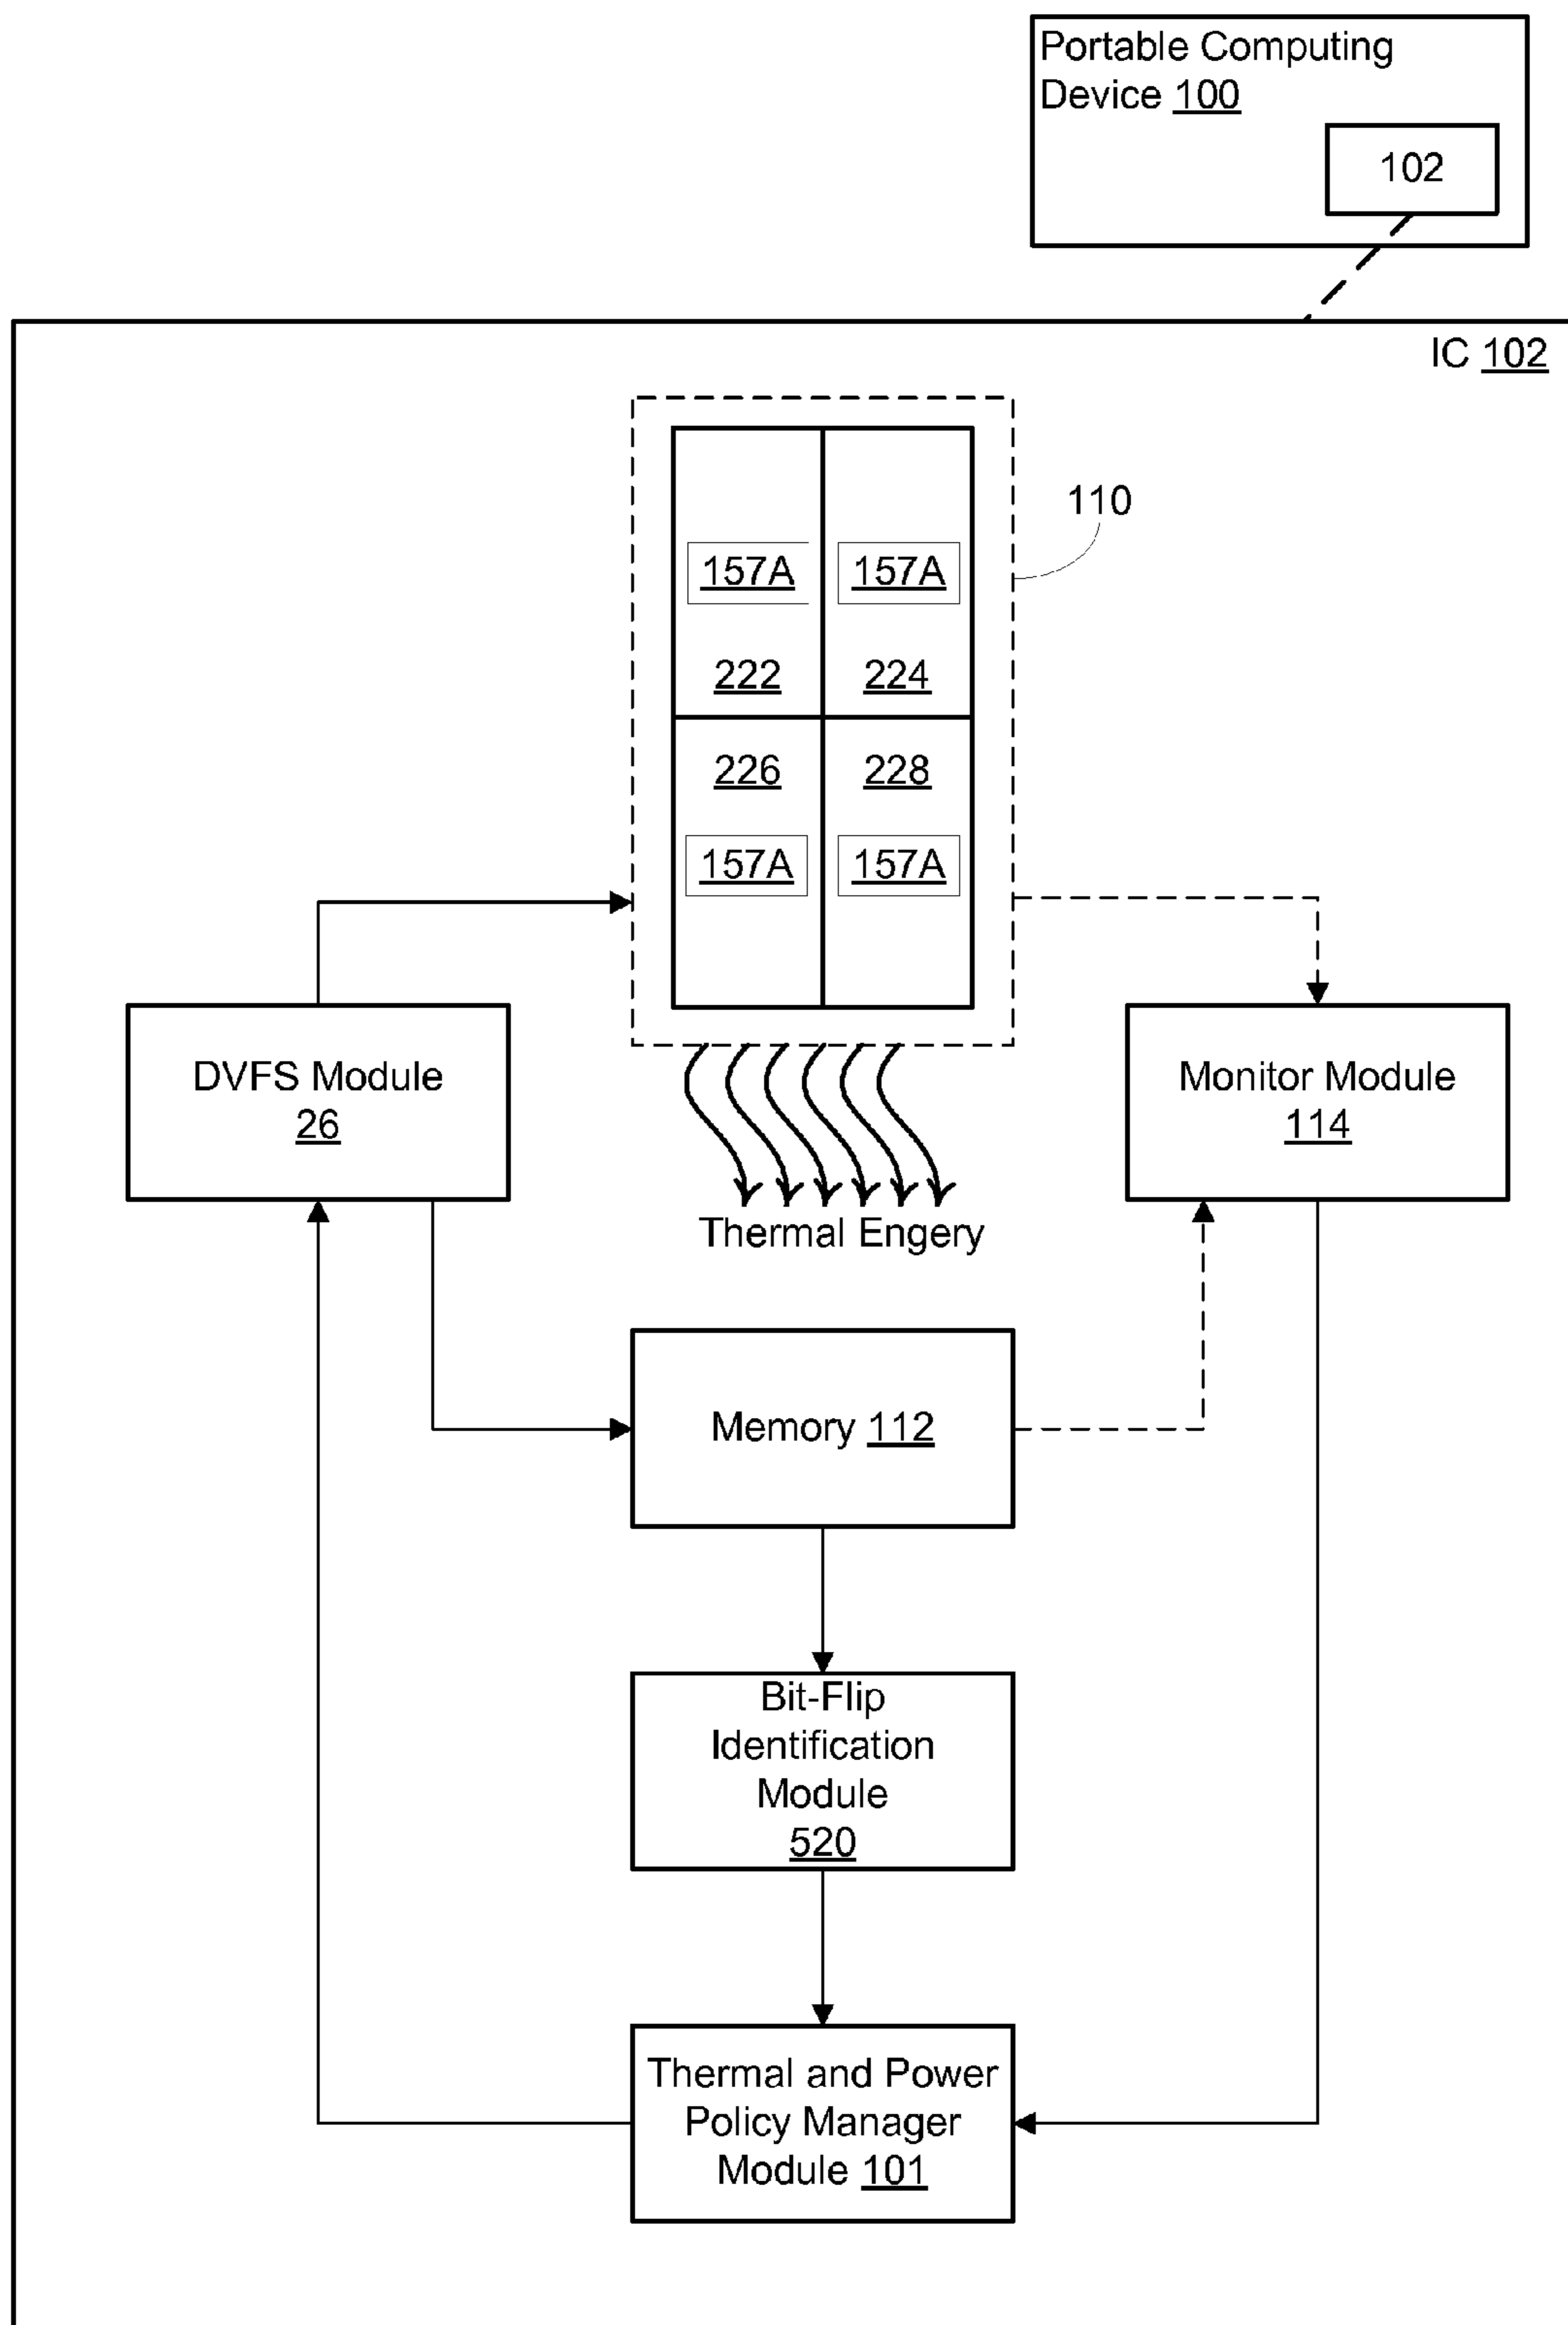 Portable Computing
Device 100
102
IC 102
110
157A 157A
222 224
226 228
157A 157A
DVFS Module
26
Monitor Module
114
Thermal Engery
Memory 112
Bit-Flip
Identification
Module
520
Thermal and Power
Policy Manager
Module 101